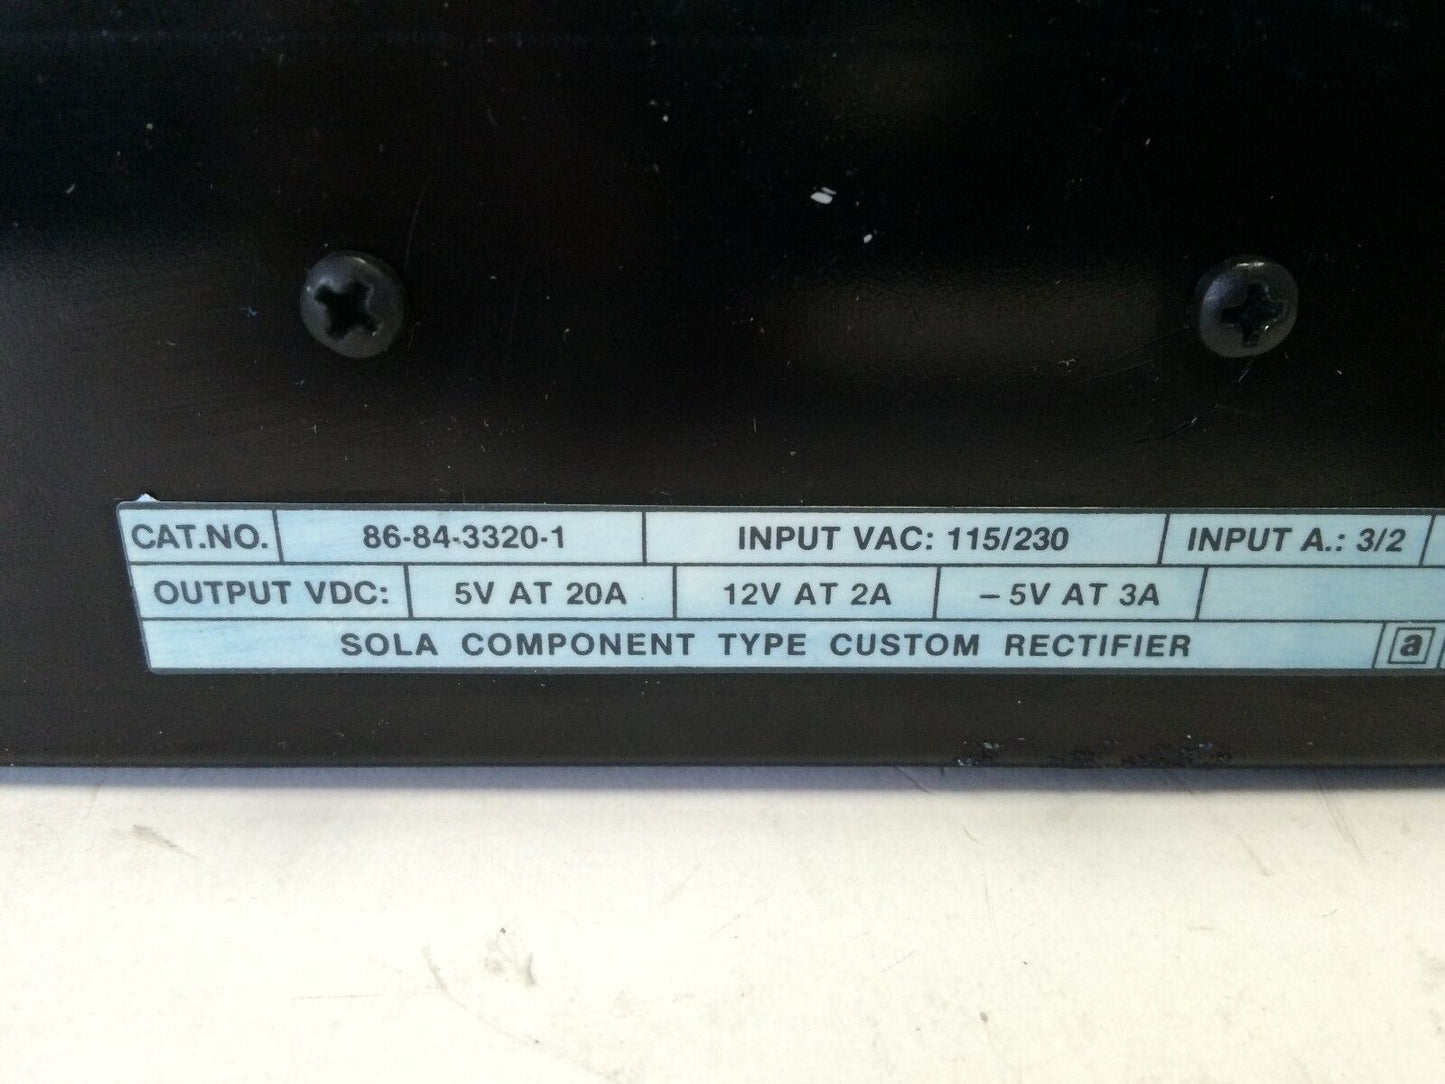 CAT.NO. 86-84-3320-1 INPUT VAC: 115/230 INPUT A.: 3/2
OUTPUT VDC: 5V AT 20A 12V AT 2A – 5V AT 3A
SOLA COMPONENT TYPE CUSTOM RECTIFIER a